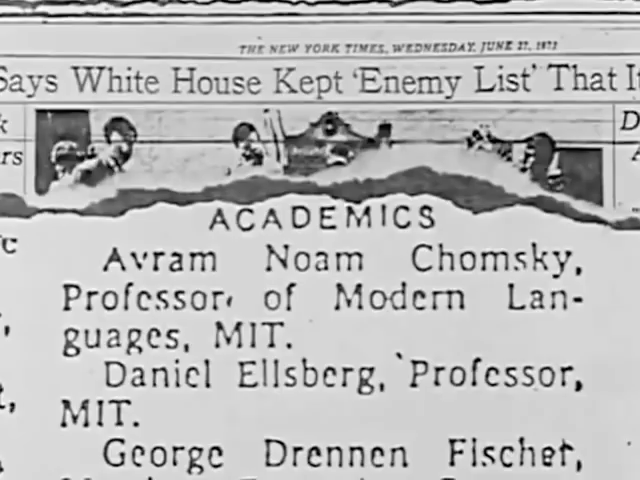 THE NEW YORK TIMES, WEDNESDAY, JUNE 27, 1973
Says White House Kept 'Enemy List' That It
ACADEMICS
Avram Noam Chomsky,
Professor of Modern Lan-
guages, MIT.
Daniel Ellsberg, Professor,
MIT.
George Drennen Fischer,